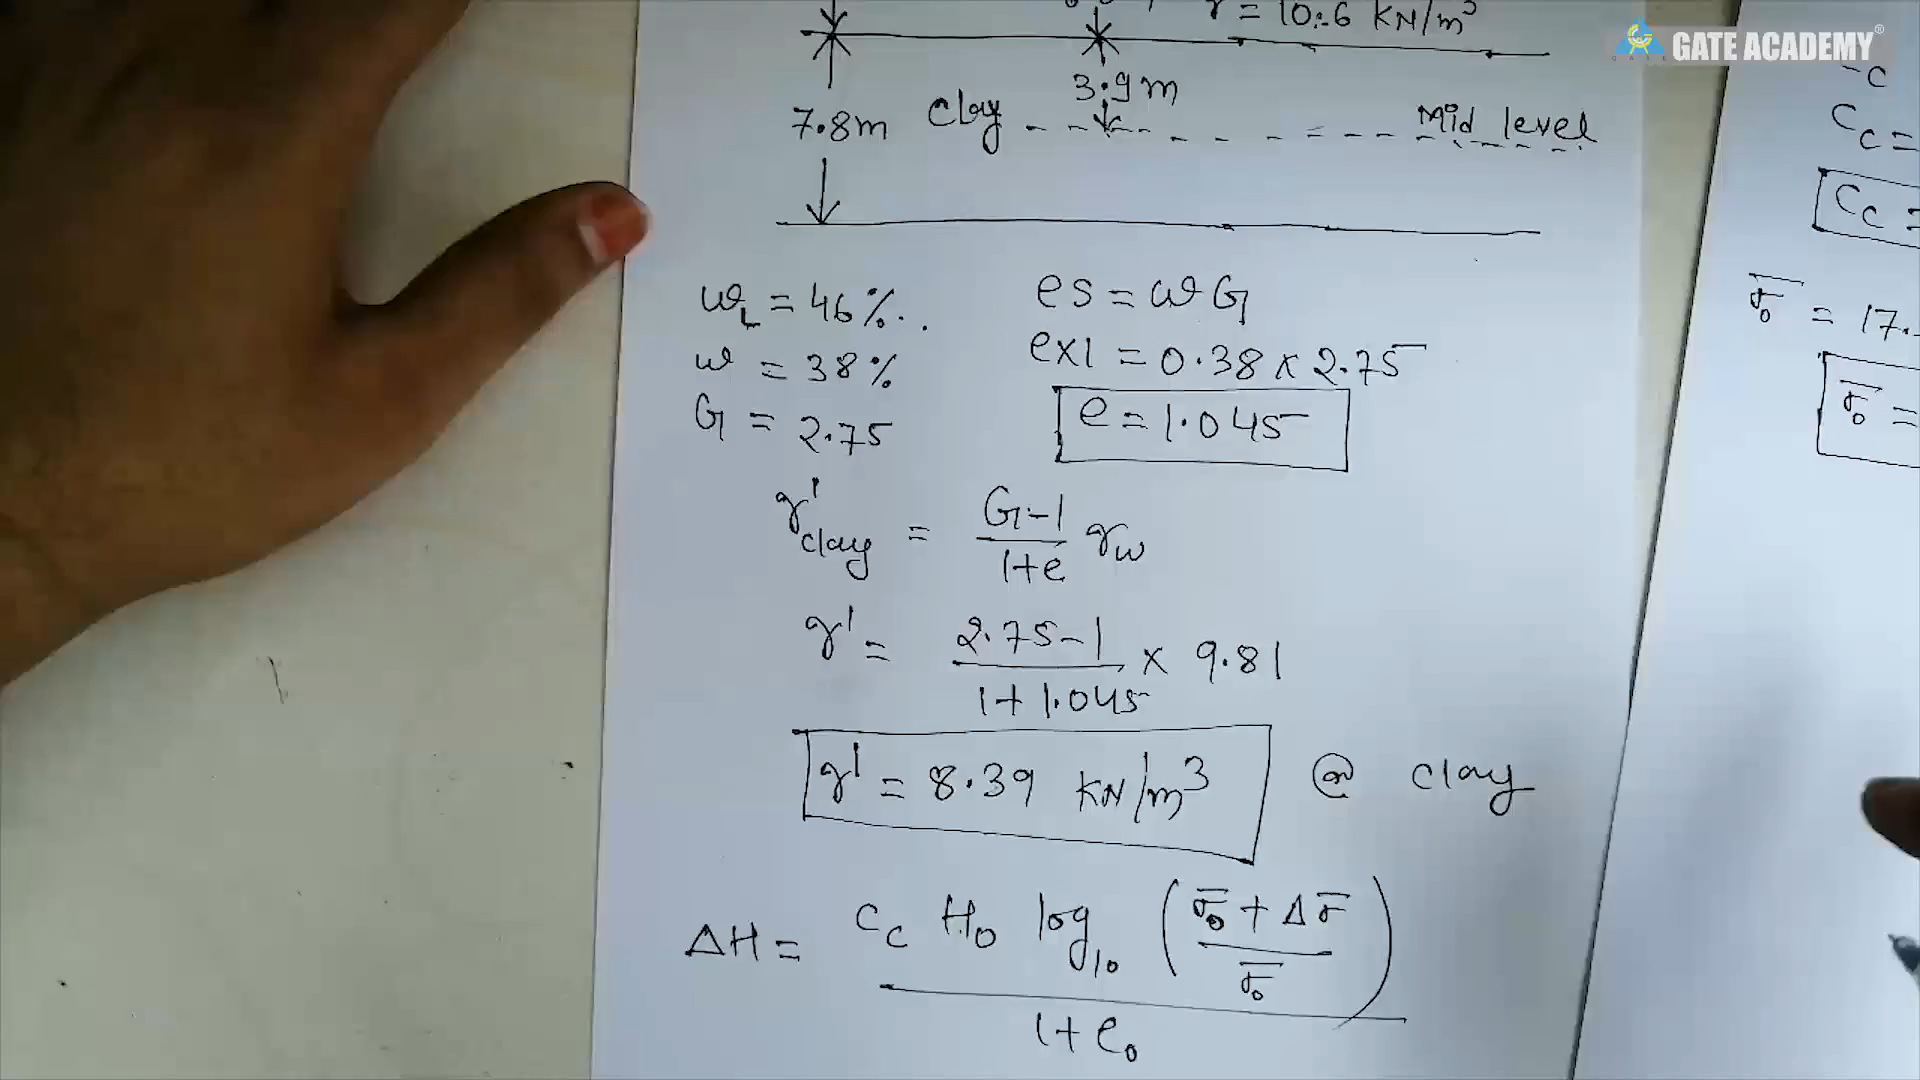 γ' = 10.6 KN/m³
GATE ACADEMY
3.9m
7.8m Clay Mid level
Cc =
Cc =
wL = 46%.
w = 38%
G = 2.75
es = wG
ex1 = 0.38 x 2.75
e = 1.045
σ̅₀ = 17.
σ̅₀ =
γ'clay = G-1 / 1+e γw
γ' = 2.75-1 / 1+1.045 x 9.81
γ' = 8.39 KN/m³ @ clay
ΔH = Cc H₀ log₁₀ (σ̅₀ + Δσ̅ / σ̅₀) / 1+e₀